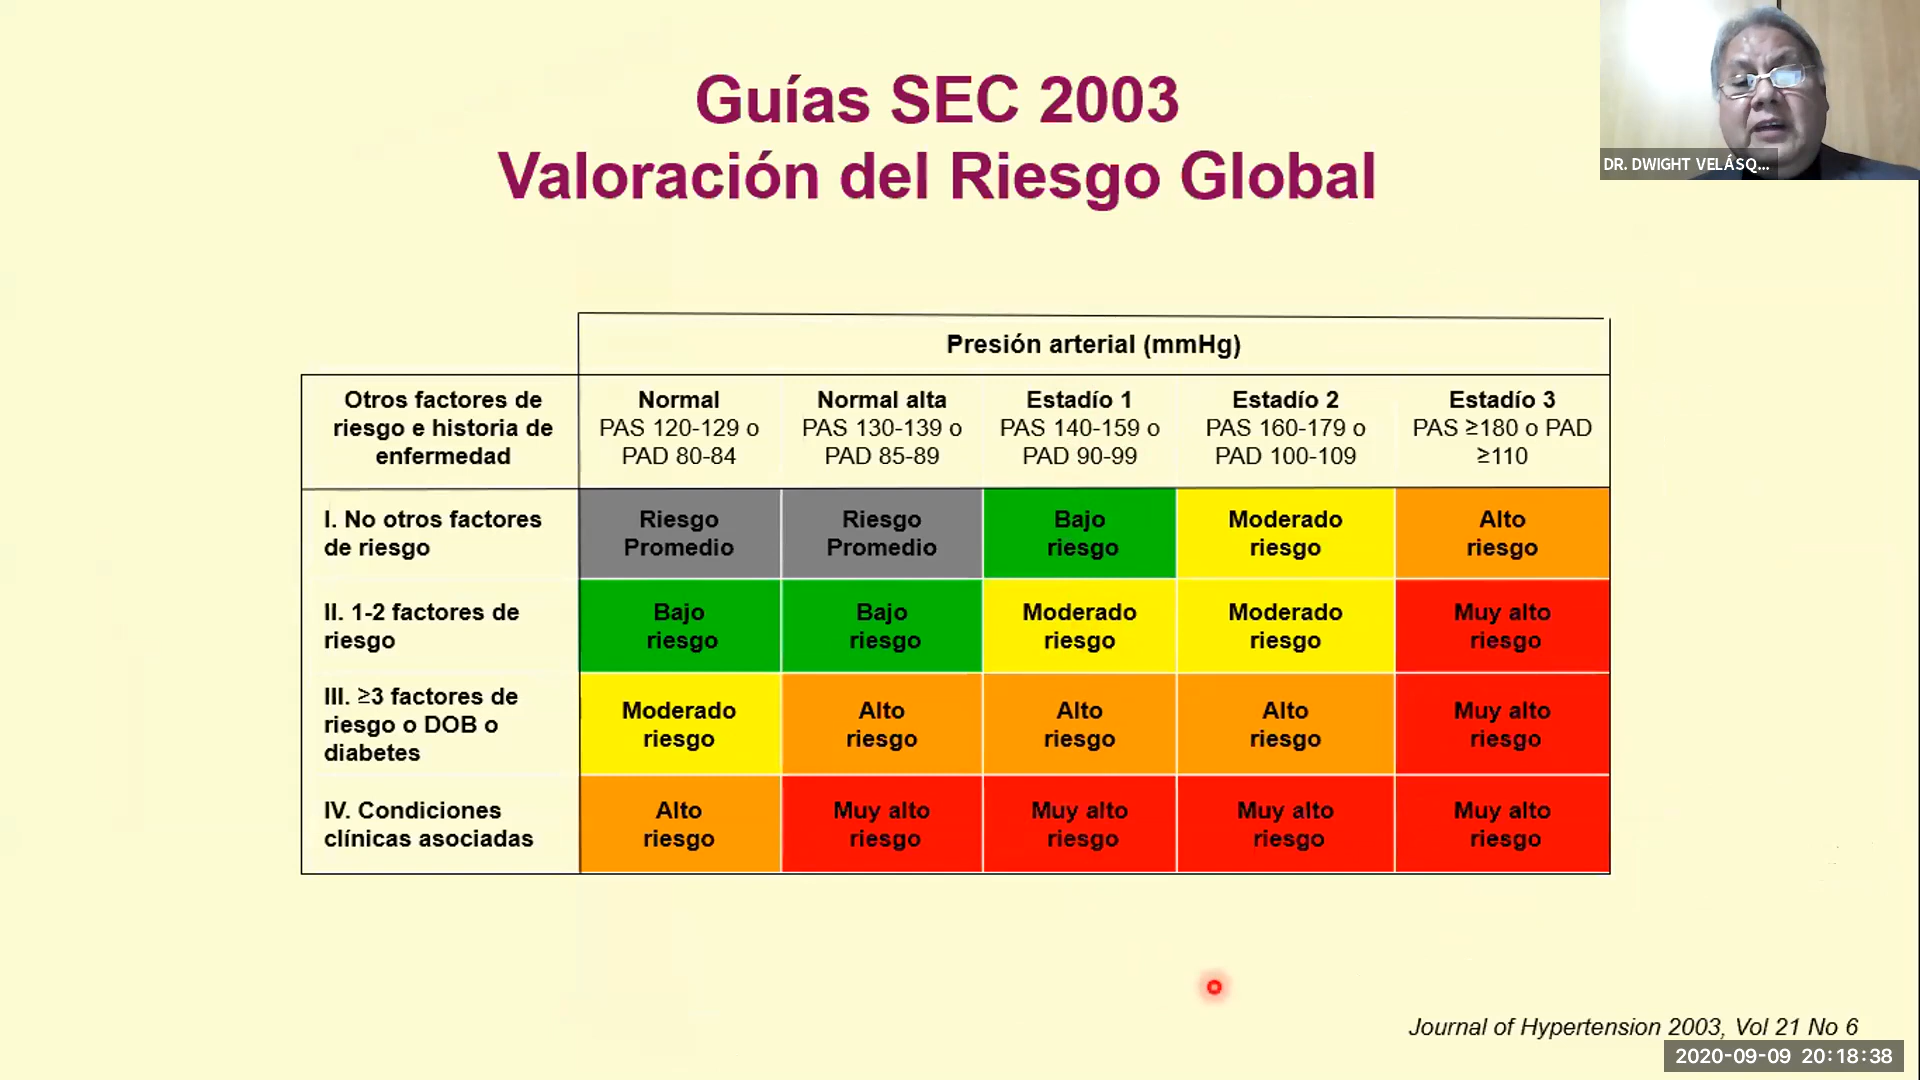 Guías SEC 2003
Valoración del Riesgo Global
DR. DWIGHT VELÁSQ...
Presión arterial (mmHg)
Otros factores de
riesgo e historia de
enfermedad
Normal
PAS 120-129 o
PAD 80-84
Normal alta
PAS 130-139 o
PAD 85-89
Estadío 1
PAS 140-159 o
PAD 90-99
Estadío 2
PAS 160-179 o
PAD 100-109
Estadío 3
PAS ≥180 o PAD
≥110
I. No otros factores
de riesgo
Riesgo
Promedio
Riesgo
Promedio
Bajo
riesgo
Moderado
riesgo
Alto
riesgo
II. 1-2 factores de
riesgo
Bajo
riesgo
Bajo
riesgo
Moderado
riesgo
Moderado
riesgo
Muy alto
riesgo
III. ≥3 factores de
riesgo o DOB o
diabetes
Moderado
riesgo
Alto
riesgo
Alto
riesgo
Alto
riesgo
Muy alto
riesgo
IV. Condiciones
clínicas asociadas
Alto
riesgo
Muy alto
riesgo
Muy alto
riesgo
Muy alto
riesgo
Muy alto
riesgo
Journal of Hypertension 2003, Vol 21 No 6
2020-09-09 20:18:38